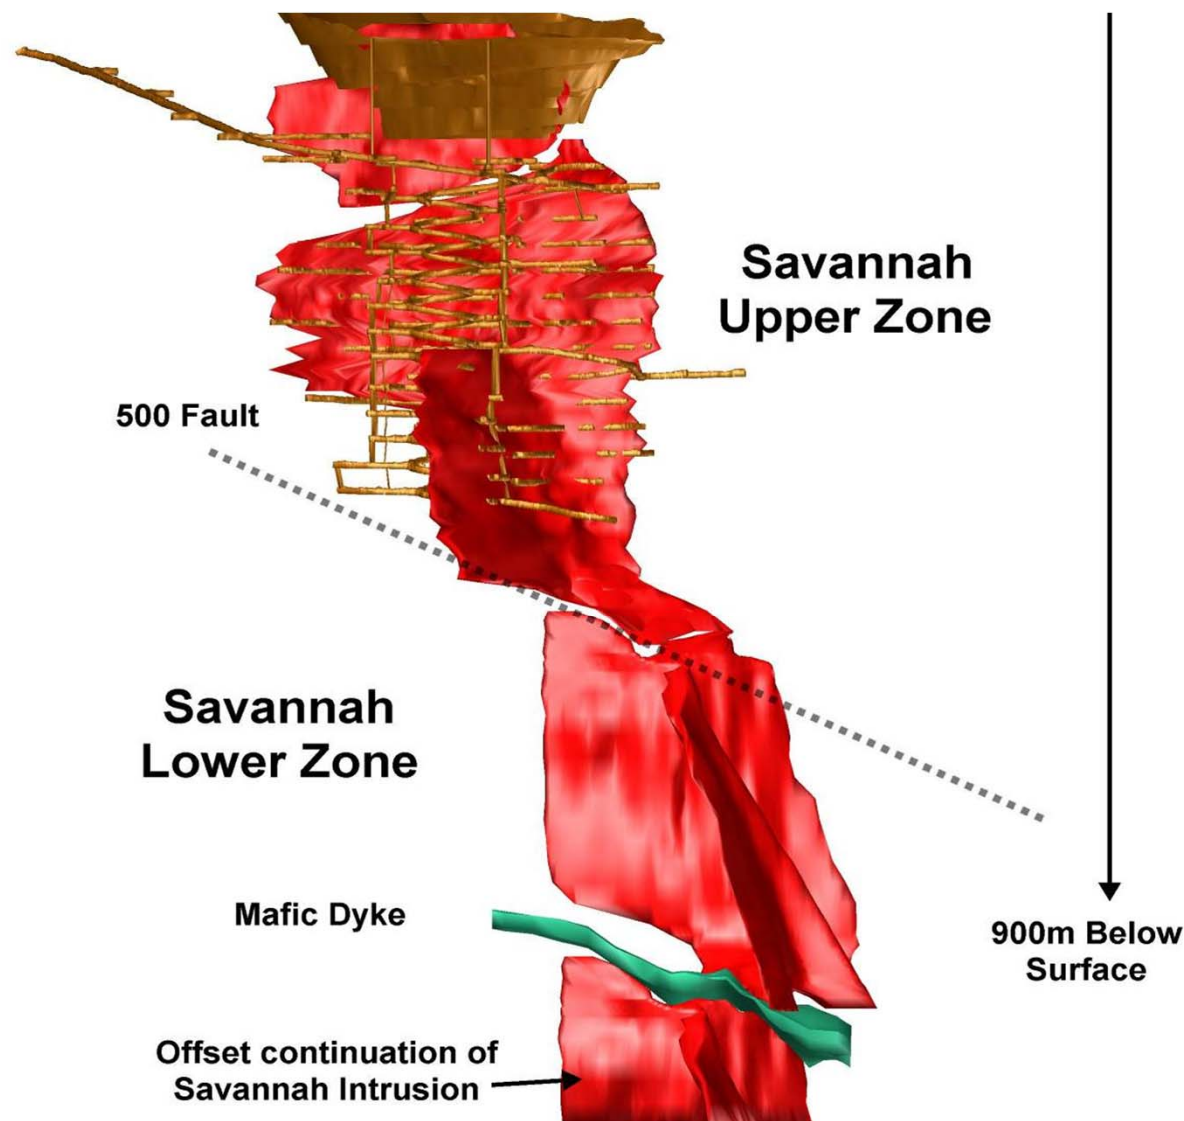 Savannah
Upper Zone
500 Fault
Savannah
Lower Zone
Mafic Dyke
900m Below
Surface
Offset continuation of
Savannah Intrusion